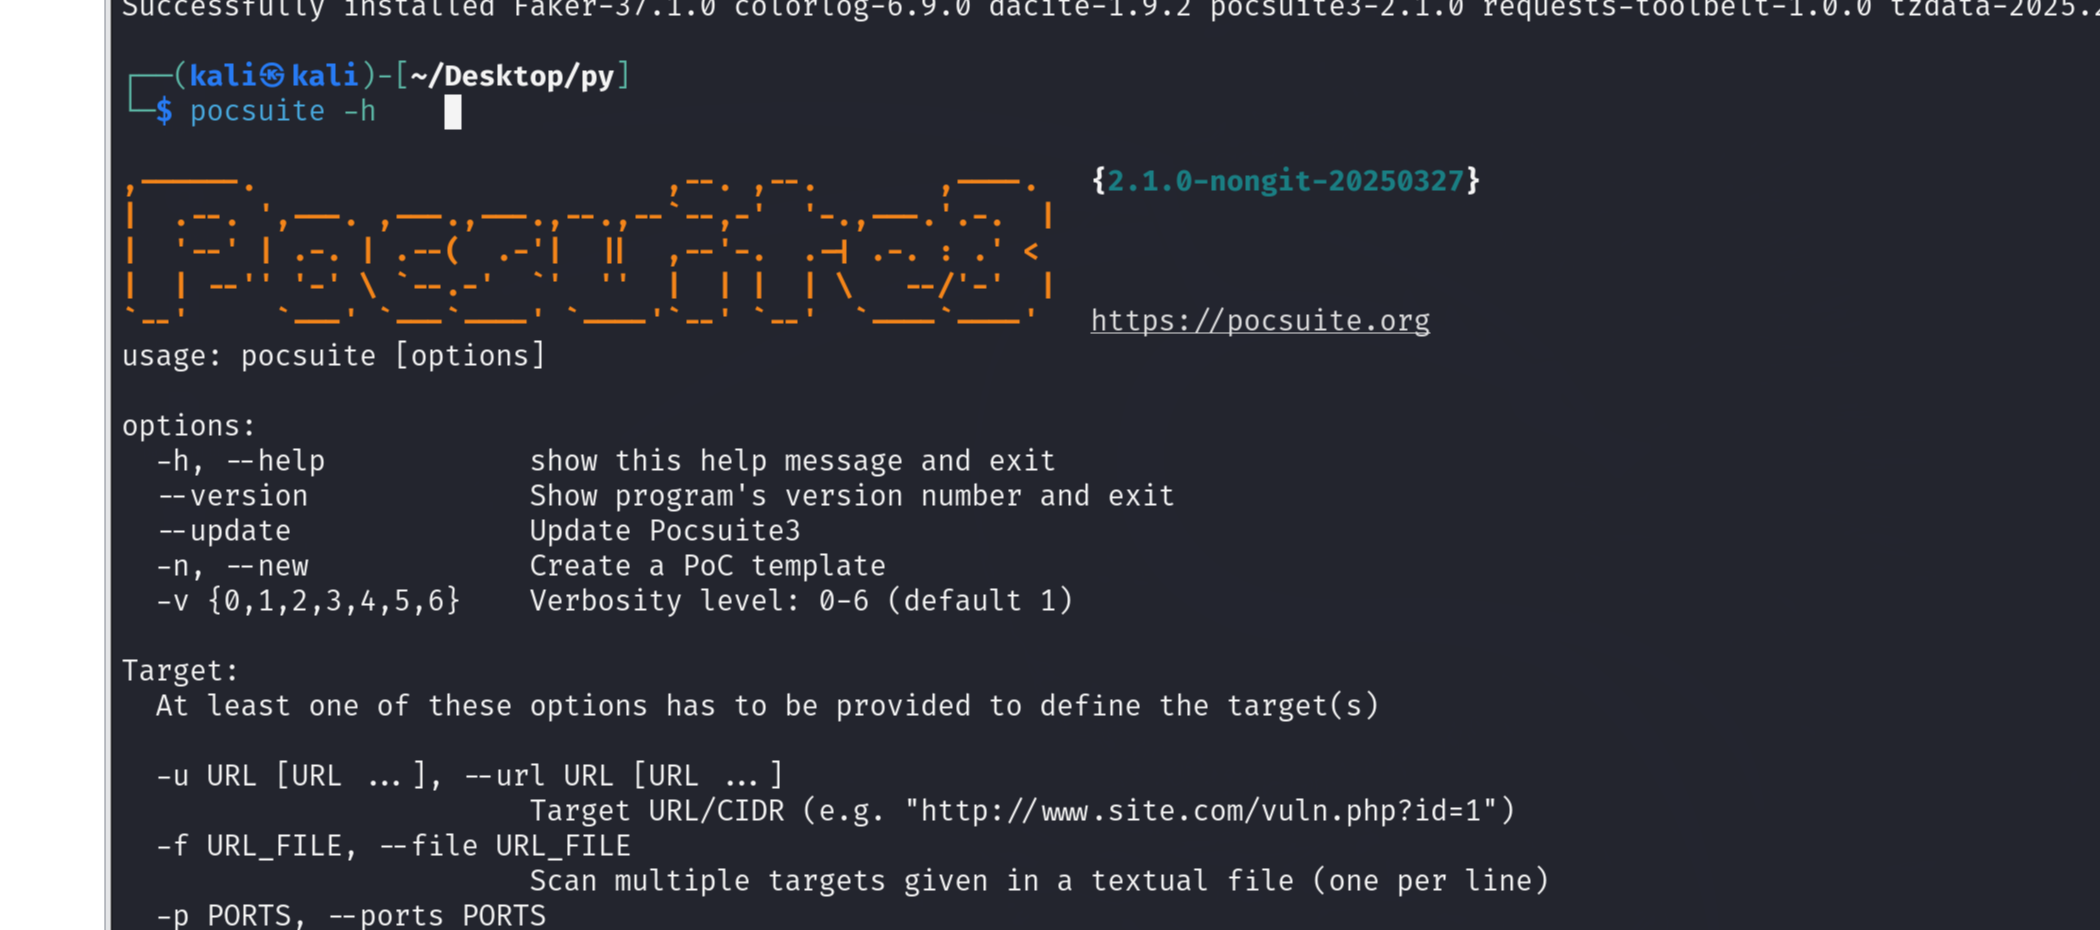 Successfully installed Faker-37.1.0 colorlog-6.9.0 dacite-1.9.2 pocsuite3-2.1.0 requests-toolbelt-1.0.0 tzdata-2025.2
┌──(kali㉿kali)-[~/Desktop/py]
└─$ pocsuite -h
{2.1.0-nongit-20250327}
Pocsuite3
https://pocsuite.org
usage: pocsuite [options]
options:
-h, --help show this help message and exit
--version Show program's version number and exit
--update Update Pocsuite3
-n, --new Create a PoC template
-v {0,1,2,3,4,5,6} Verbosity level: 0-6 (default 1)
Target:
At least one of these options has to be provided to define the target(s)
-u URL [URL ...], --url URL [URL ...]
Target URL/CIDR (e.g. "http://www.site.com/vuln.php?id=1")
-f URL_FILE, --file URL_FILE
Scan multiple targets given in a textual file (one per line)
-p PORTS, --ports PORTS